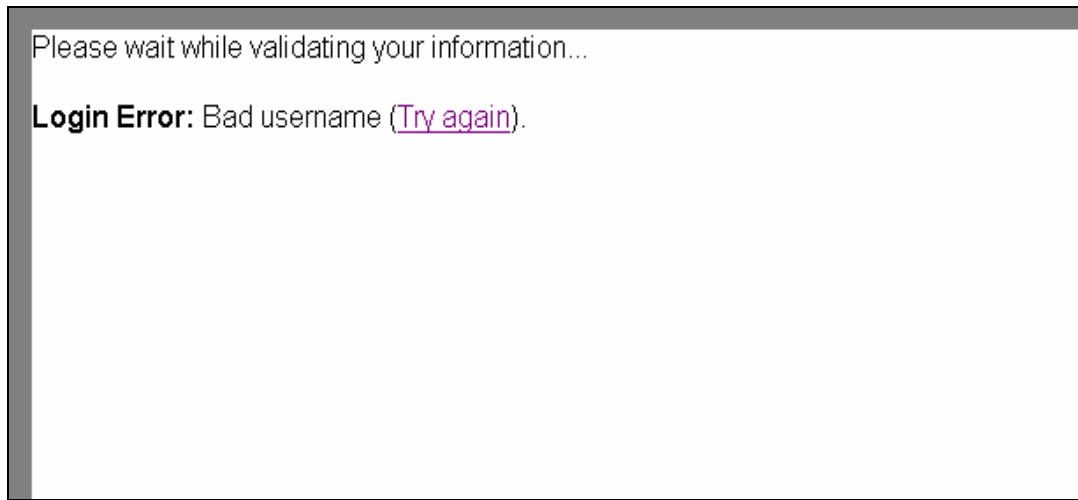 Please wait while validating your information...
Login Error: Bad username (Try again).